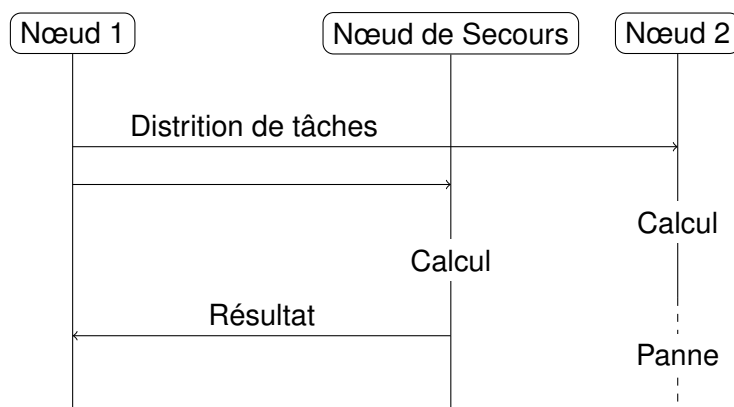 Nœud 1
Nœud de Secours
Nœud 2
Distrition de tâches
Calcul
Calcul
Résultat
Panne